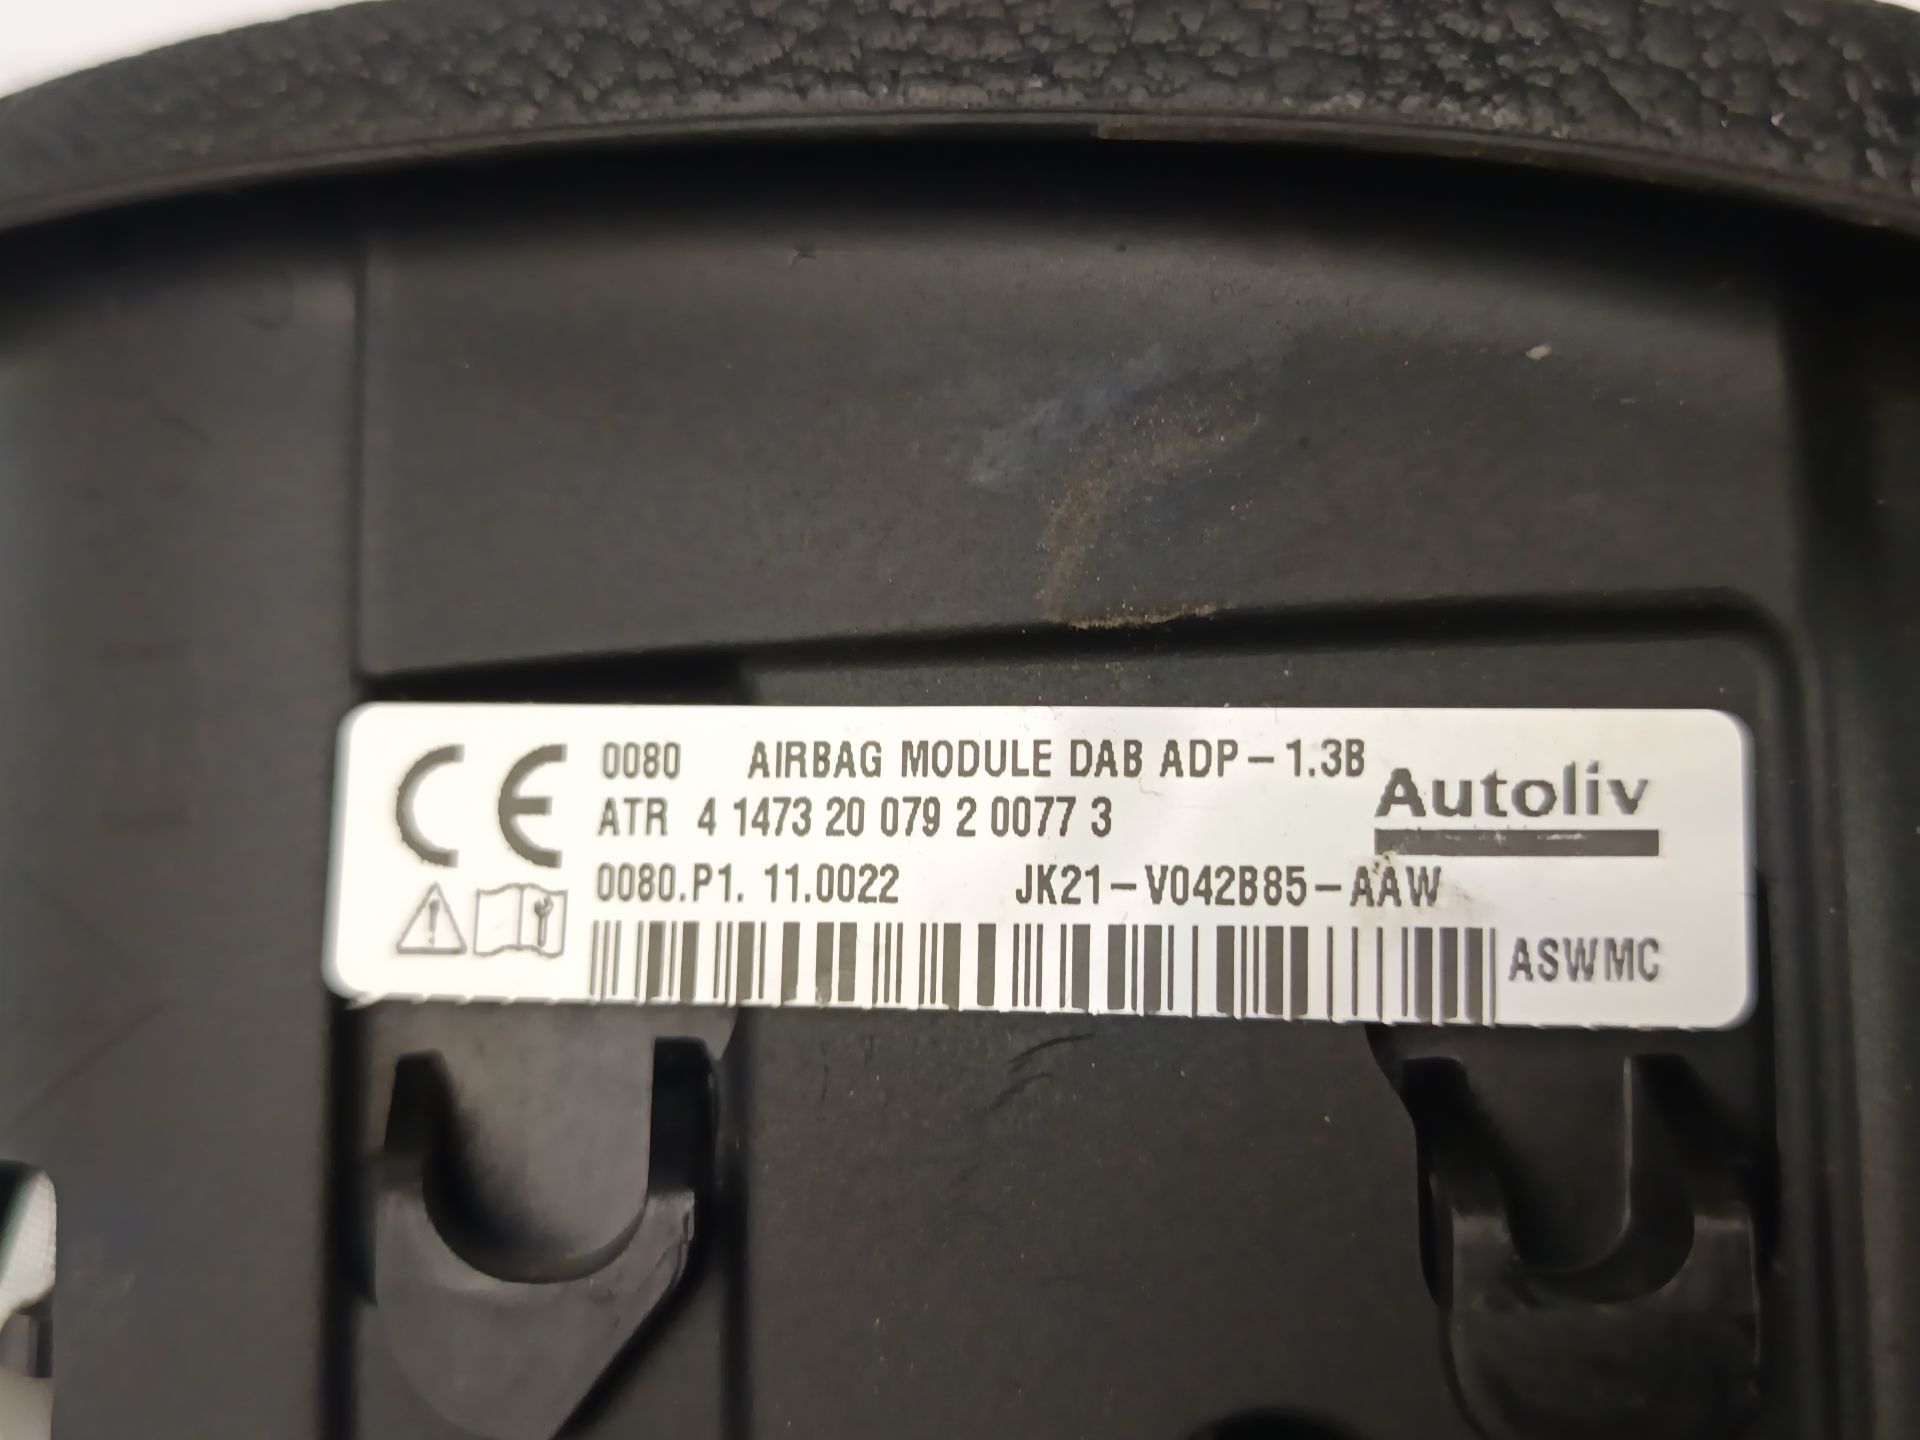 CE 0080 AIRBAG MODULE DAB ADP-1.3B
Autoliv
ATR 4 1473 20 079 2 0077 3
0080.P1. 11.0022 JK21-V042B85-AAW
ASWMC